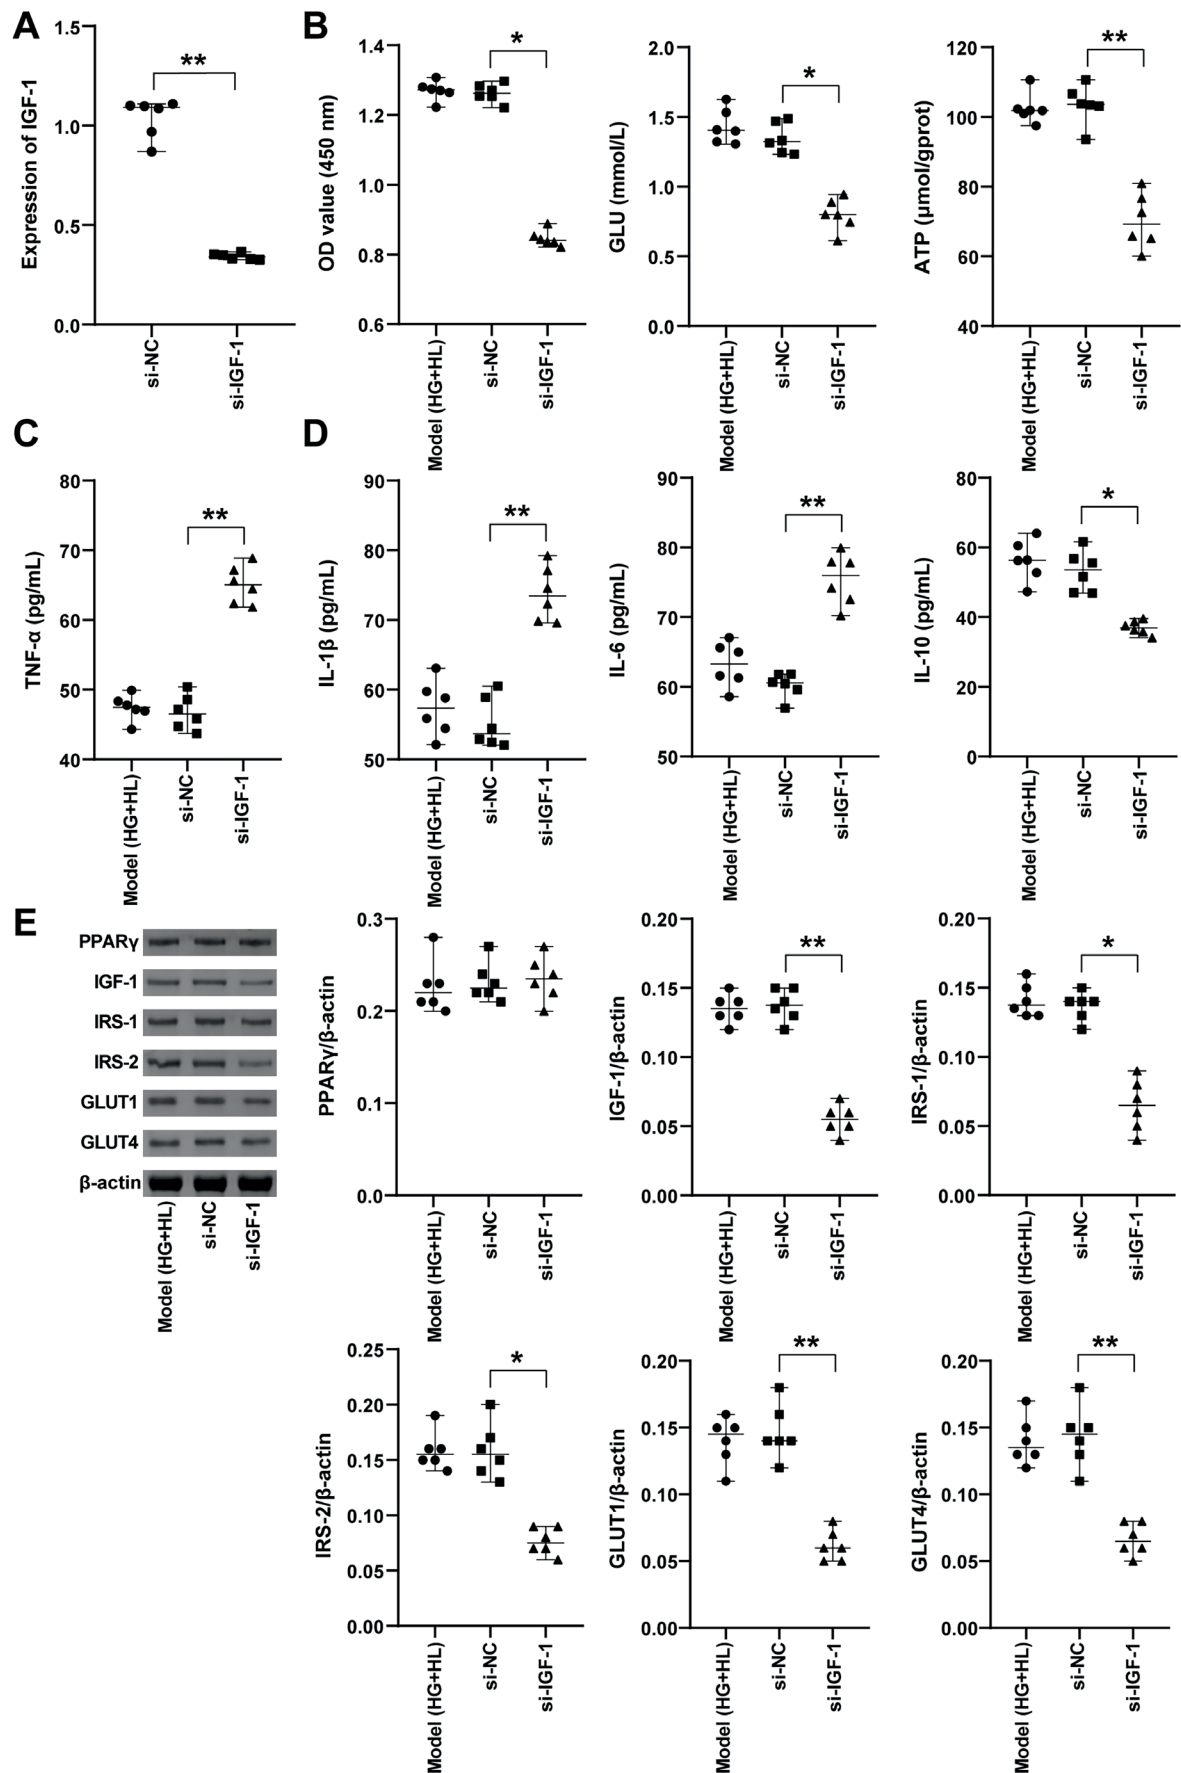 A
Expression of IGF-1
1.5
1.0
0.5
0.0
**
si-NC
si-IGF-1
B
OD value (450 nm)
1.4
1.2
1.0
0.8
0.6
*
Model (HG+HL)
si-NC
si-IGF-1
GLU (mmol/L)
2.0
1.5
1.0
0.5
0.0
*
Model (HG+HL)
si-NC
si-IGF-1
ATP (μmol/gprot)
120
100
80
60
40
**
Model (HG+HL)
si-NC
si-IGF-1
C
TNF-α (pg/mL)
80
70
60
50
40
**
Model (HG+HL)
si-NC
si-IGF-1
D
IL-1β (pg/mL)
90
80
70
60
50
**
Model (HG+HL)
si-NC
si-IGF-1
IL-6 (pg/mL)
90
80
70
60
50
**
Model (HG+HL)
si-NC
si-IGF-1
IL-10 (pg/mL)
80
60
40
20
0
*
Model (HG+HL)
si-NC
si-IGF-1
E
PPARγ
IGF-1
IRS-1
IRS-2
GLUT1
GLUT4
β-actin
Model (HG+HL)
si-NC
si-IGF-1
PPARγ/β-actin
0.3
0.2
0.1
0.0
Model (HG+HL)
si-NC
si-IGF-1
IGF-1/β-actin
0.20
0.15
0.10
0.05
0.00
**
Model (HG+HL)
si-NC
si-IGF-1
IRS-1/β-actin
0.20
0.15
0.10
0.05
0.00
*
Model (HG+HL)
si-NC
si-IGF-1
IRS-2/β-actin
0.25
0.20
0.15
0.10
0.05
0.00
*
Model (HG+HL)
si-NC
si-IGF-1
GLUT1/β-actin
0.20
0.15
0.10
0.05
0.00
**
Model (HG+HL)
si-NC
si-IGF-1
GLUT4/β-actin
0.20
0.15
0.10
0.05
0.00
**
Model (HG+HL)
si-NC
si-IGF-1